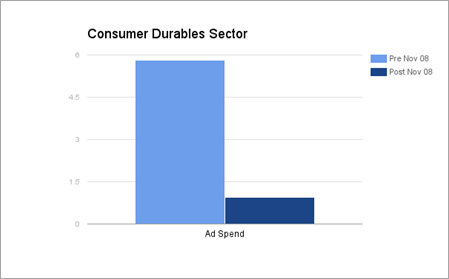 Consumer Durables Sector
6
4.5
3
1.5
0
Ad Spend
Pre Nov 08
Post Nov 08